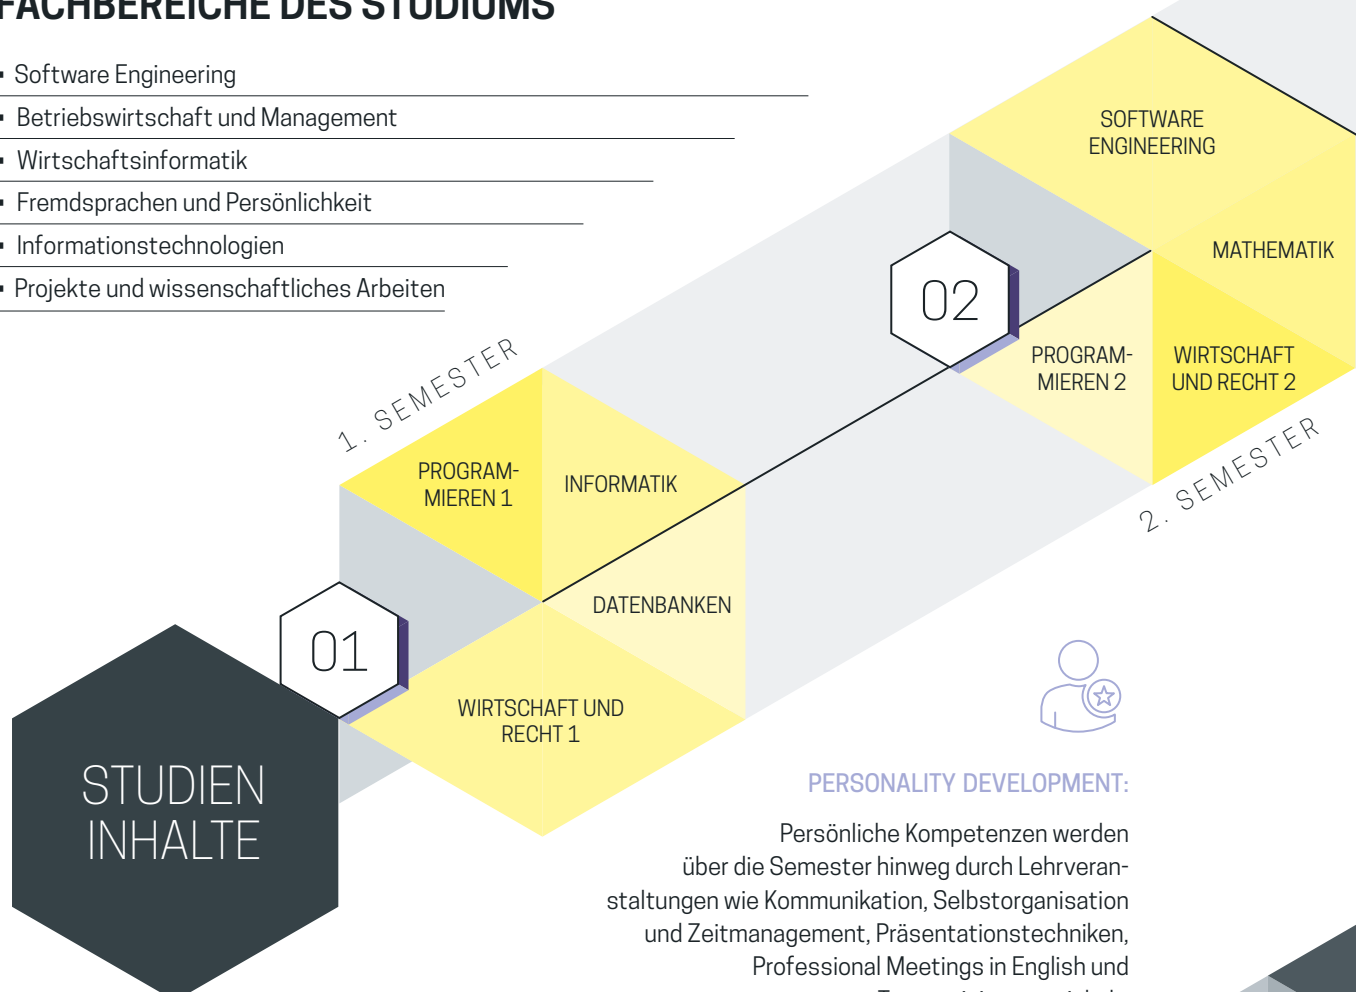 FACHBEREICHE DES STUDIUMS
▪ Software Engineering
▪ Betriebswirtschaft und Management
▪ Wirtschaftsinformatik
▪ Fremdsprachen und Persönlichkeit
▪ Informationstechnologien
▪ Projekte und wissenschaftliches Arbeiten
1. SEMESTER
PROGRAM-
MIEREN 1
INFORMATIK
DATENBANKEN
WIRTSCHAFT UND
RECHT 1
01
STUDIEN
INHALTE
02
SOFTWARE
ENGINEERING
MATHEMATIK
PROGRAM-
MIEREN 2
WIRTSCHAFT
UND RECHT 2
2. SEMESTER
PERSONALITY DEVELOPMENT:
Persönliche Kompetenzen werden
über die Semester hinweg durch Lehrveran-
staltungen wie Kommunikation, Selbstorganisation
und Zeitmanagement, Präsentationstechniken,
Professional Meetings in English und